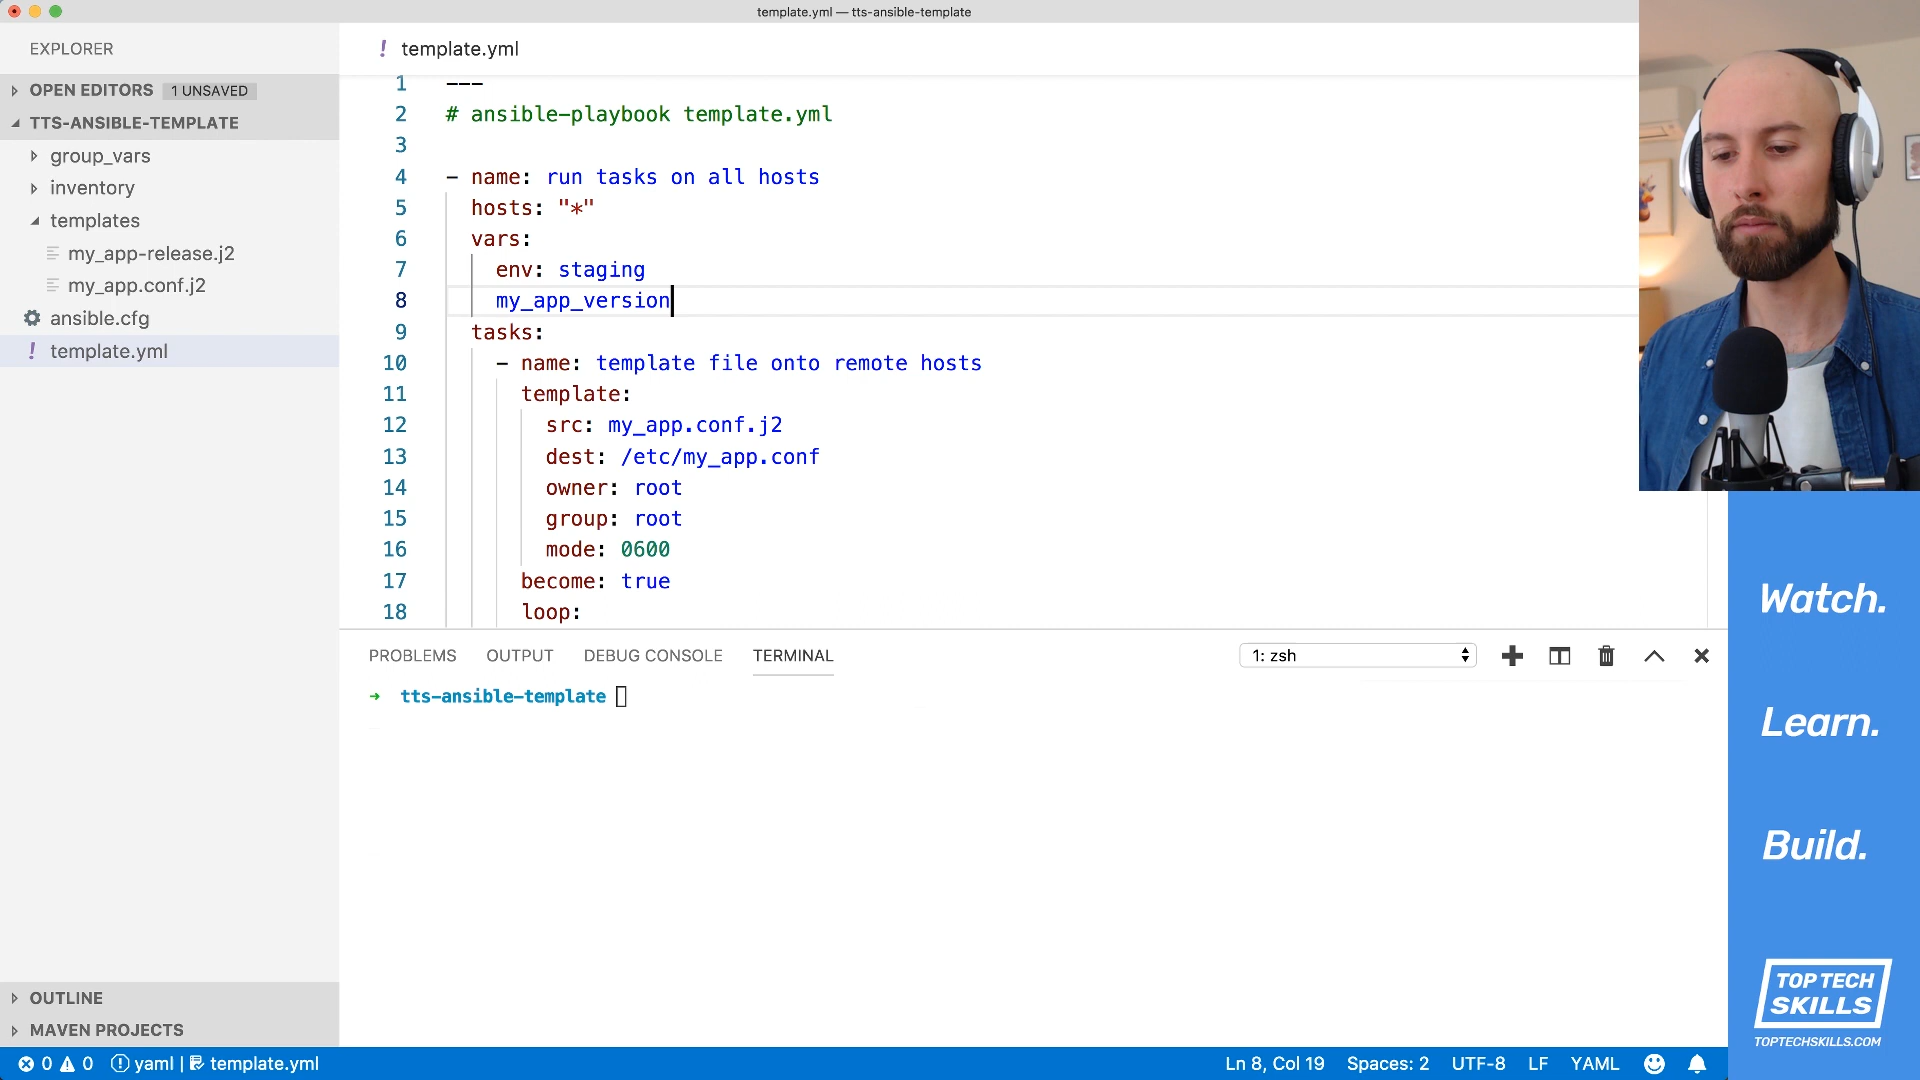 template.yml — tts-ansible-template
EXPLORER
OPEN EDITORS 1 UNSAVED
TTS-ANSIBLE-TEMPLATE
group_vars
inventory
templates
my_app-release.j2
my_app.conf.j2
ansible.cfg
! template.yml
OUTLINE
MAVEN PROJECTS
! template.yml
1 ---
2 # ansible-playbook template.yml
3
4 - name: run tasks on all hosts
5 hosts: "*"
6 vars:
7 env: staging
8 my_app_version
9 tasks:
10 - name: template file onto remote hosts
11 template:
12 src: my_app.conf.j2
13 dest: /etc/my_app.conf
14 owner: root
15 group: root
16 mode: 0600
17 become: true
18 loop:
PROBLEMS OUTPUT DEBUG CONSOLE TERMINAL 1: zsh
→ tts-ansible-template
Watch.
Learn.
Build.
TOP TECH
SKILLS
TOPTECHSKILLS.COM
0 0 yaml | template.yml Ln 8, Col 19 Spaces: 2 UTF-8 LF YAML